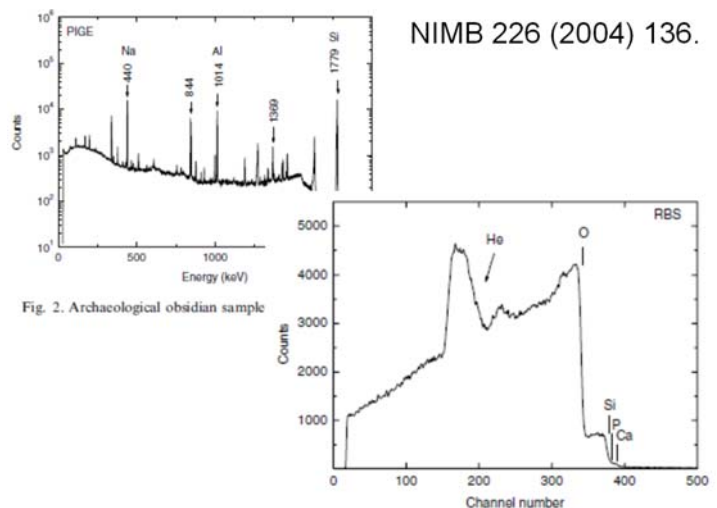 NIMB 226 (2004) 136.
PIGE
10⁶
10⁵
10⁴
10³
10²
10¹
Counts
Na
440
844
Al
1014
1369
1779 Si
0 500 1000
Energy (keV)
Fig. 2. Archaeological obsidian sample
RBS
5000
4000
3000
2000
1000
Counts
He
O
Si
P
Ca
0 100 200 300 400 500
Channel number